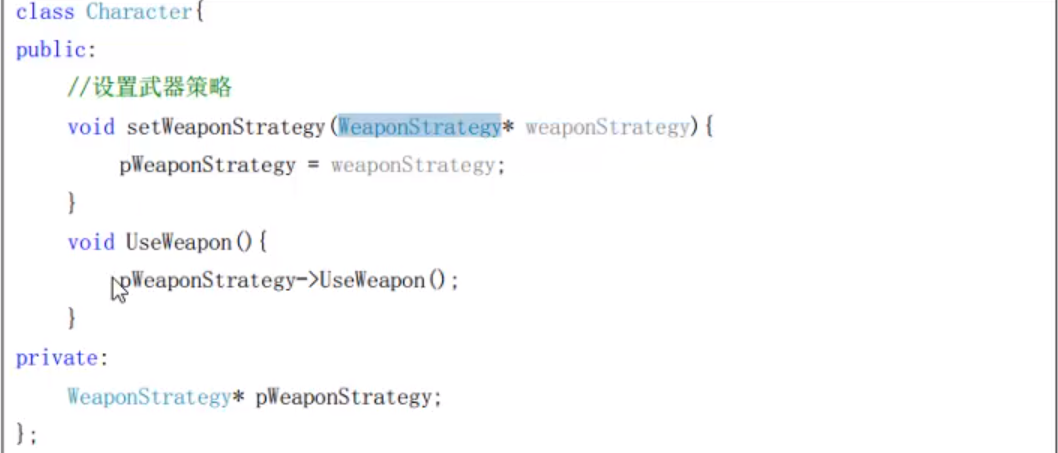 class Character{
public:
//设置武器策略
void setWeaponStrategy(WeaponStrategy* weaponStrategy){
pWeaponStrategy = weaponStrategy;
}
void UseWeapon(){
pWeaponStrategy->UseWeapon();
}
private:
WeaponStrategy* pWeaponStrategy;
};